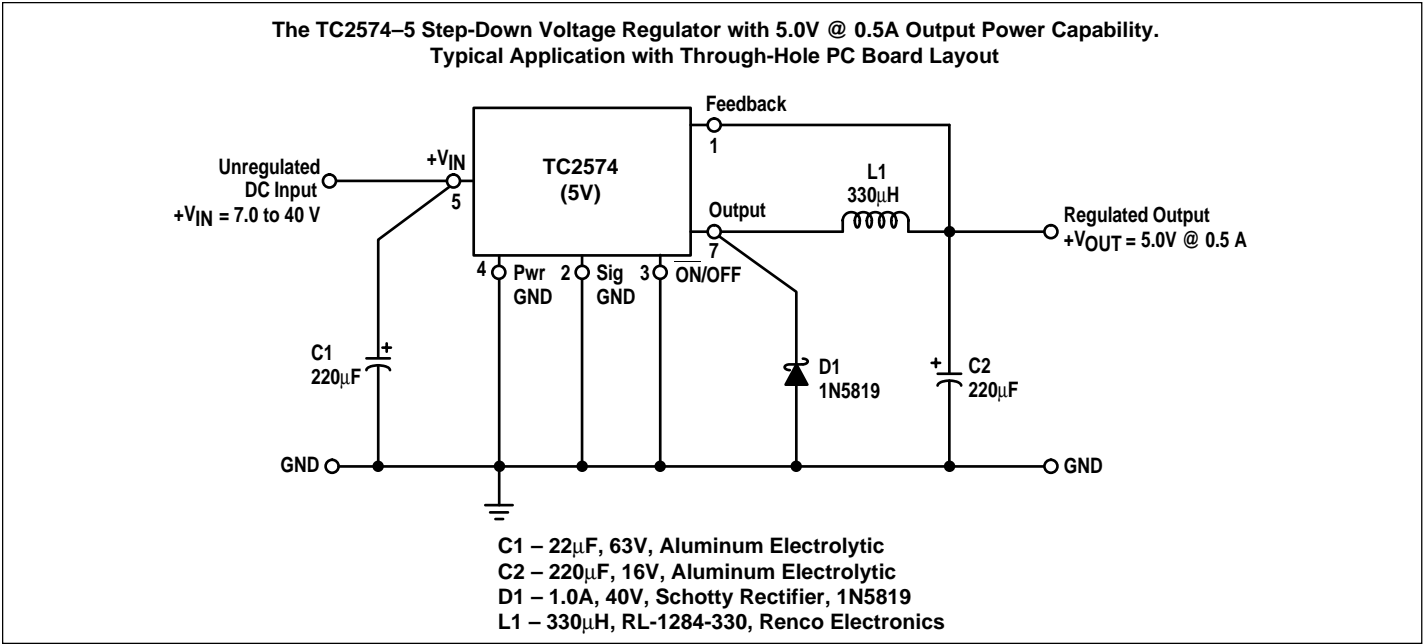 The TC2574–5 Step-Down Voltage Regulator with 5.0V @ 0.5A Output Power Capability.
Typical Application with Through-Hole PC Board Layout
Feedback
1
+VIN
5
TC2574
(5V)
Unregulated
DC Input
+VIN = 7.0 to 40 V
L1
330µH
Output
7
Regulated Output
+VOUT = 5.0V @ 0.5 A
4
Pwr
GND
2
Sig
GND
3
ON/OFF
C1
220µF
+
D1
1N5819
+
C2
220µF
GND
GND
C1 – 22µF, 63V, Aluminum Electrolytic
C2 – 220µF, 16V, Aluminum Electrolytic
D1 – 1.0A, 40V, Schotty Rectifier, 1N5819
L1 – 330µH, RL-1284-330, Renco Electronics